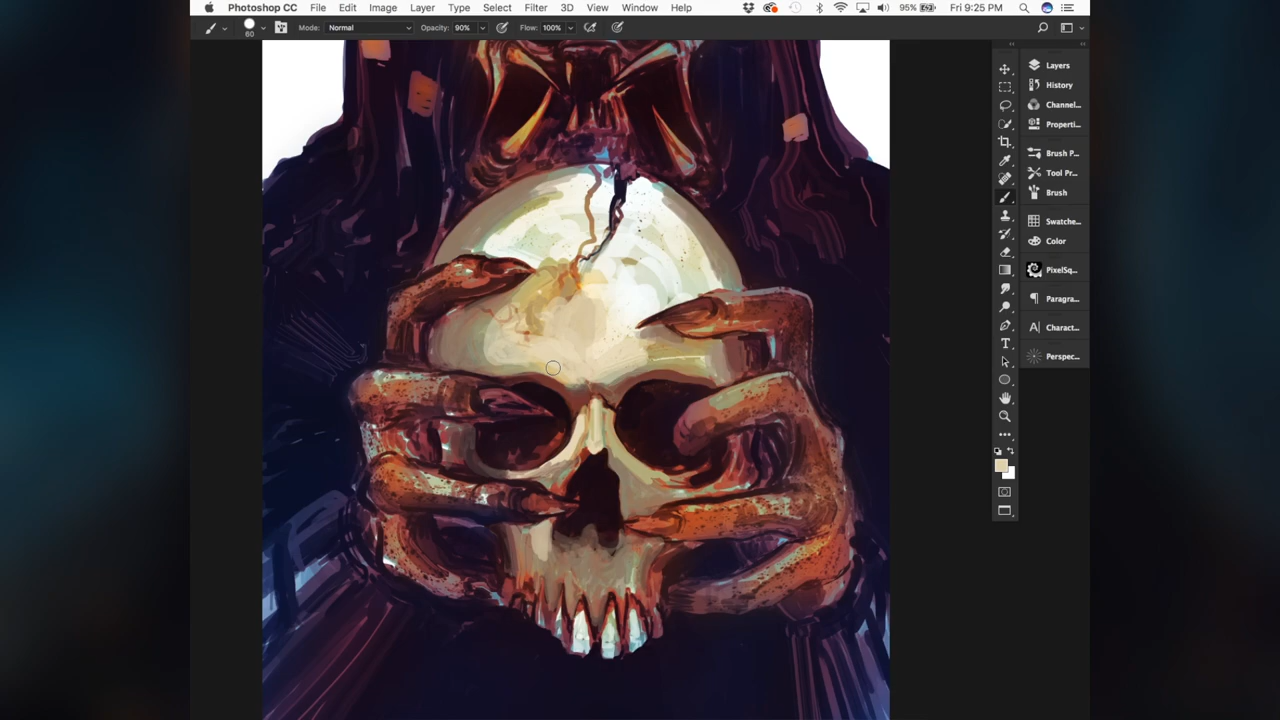 Photoshop CC File Edit Image Layer Type Select Filter 3D View Window Help 95% Fri 9:25 PM
60 Mode: Normal Opacity: 90% Flow: 100%
Layers
History
Channel...
Properti...
Brush P...
Tool Pr...
Brush
Swatche...
Color
PixelSq...
Paragra...
Charact...
Perspec...